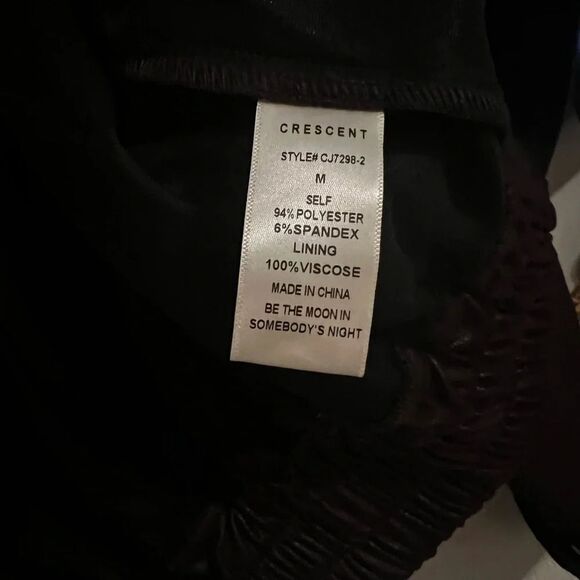 CRESCENT
STYLE# CJ7298-2
M
SELF
94% POLYESTER
6%SPANDEX
LINING
100%VISCOSE
MADE IN CHINA
BE THE MOON IN
SOMEBODY'S NIGHT